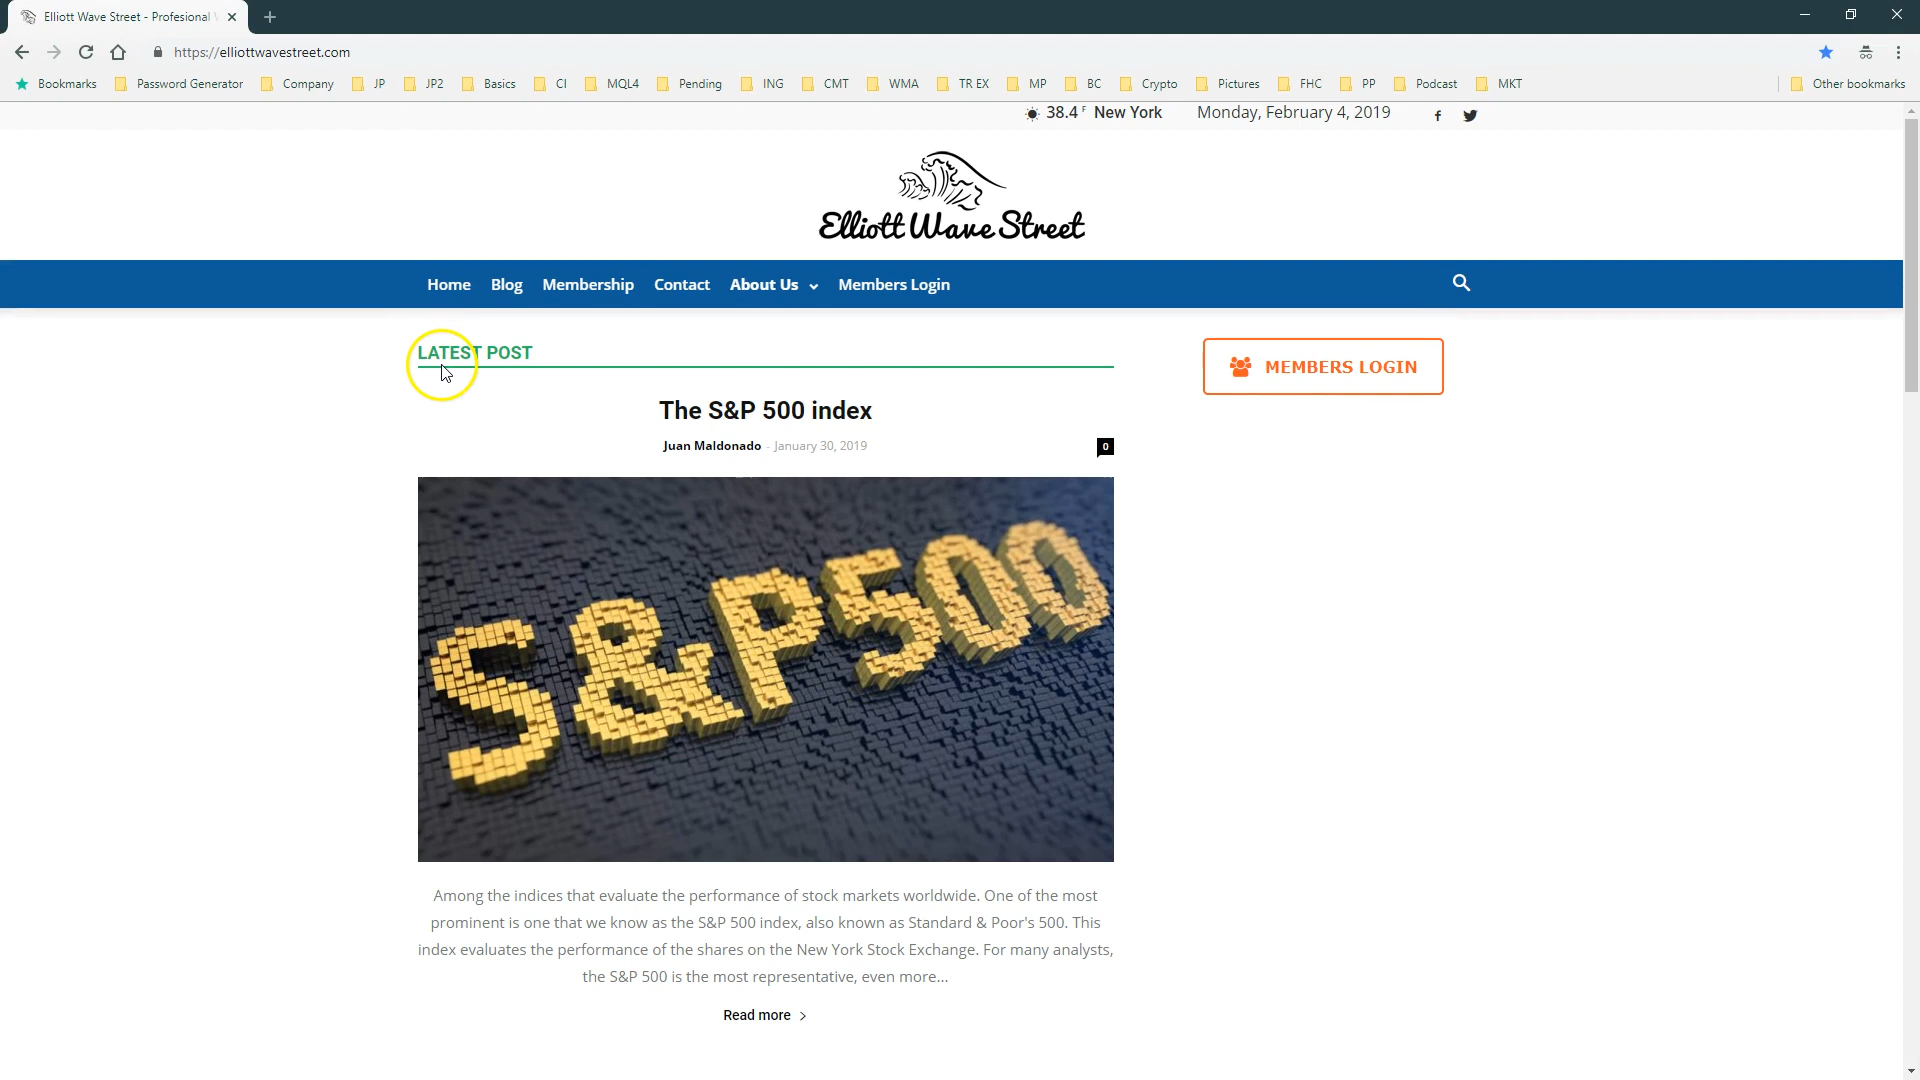 Elliott Wave Street - Profesional
https://elliottwavestreet.com
Bookmarks Password Generator Company JP JP2 Basics CI MQL4 Pending ING CMT WMA TR EX MP BC Crypto Pictures FHC PP Podcast MKT Other bookmarks
38.4 F New York Monday, February 4, 2019
Elliott Wave Street
Home Blog Membership Contact About Us Members Login
LATEST POST
MEMBERS LOGIN
The S&P 500 index
Juan Maldonado - January 30, 2019
0
S&P500
Among the indices that evaluate the performance of stock markets worldwide. One of the most
prominent is one that we know as the S&P 500 index, also known as Standard & Poor's 500. This
index evaluates the performance of the shares on the New York Stock Exchange. For many analysts,
the S&P 500 is the most representative, even more...
Read more